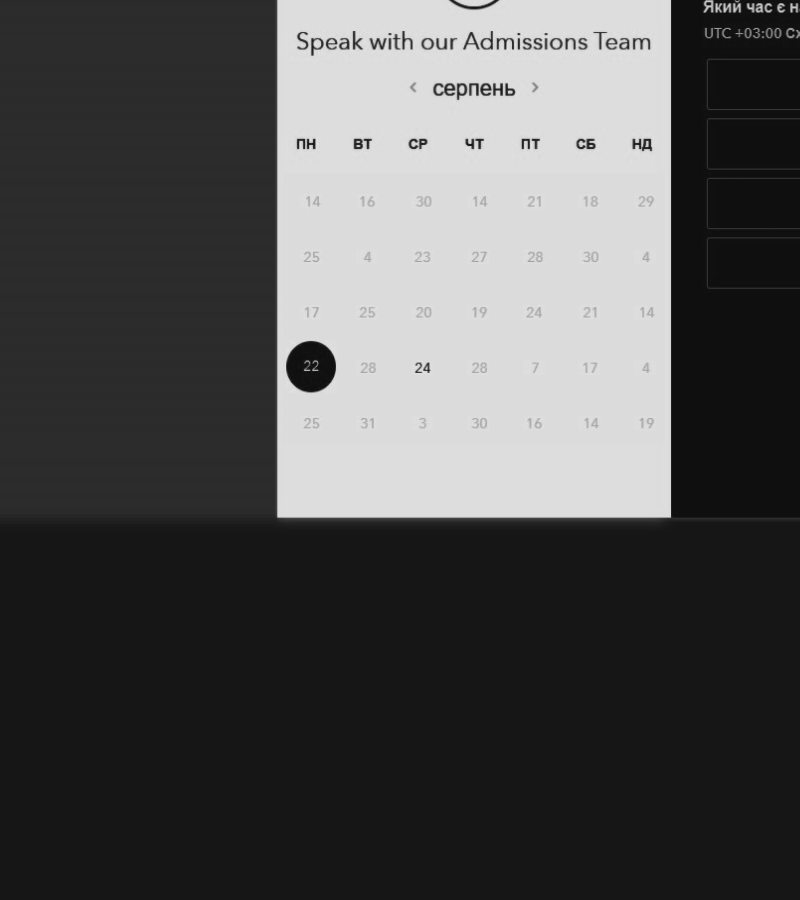 Який час є н
UTC +03:00 Сх
Speak with our Admissions Team
‹ серпень ›
ПН ВТ СР ЧТ ПТ СБ НД
14 16 30 14 21 18 29
25 4 23 27 28 30 4
17 25 20 19 24 21 14
22 28 24 28 7 17 4
25 31 3 30 16 14 19